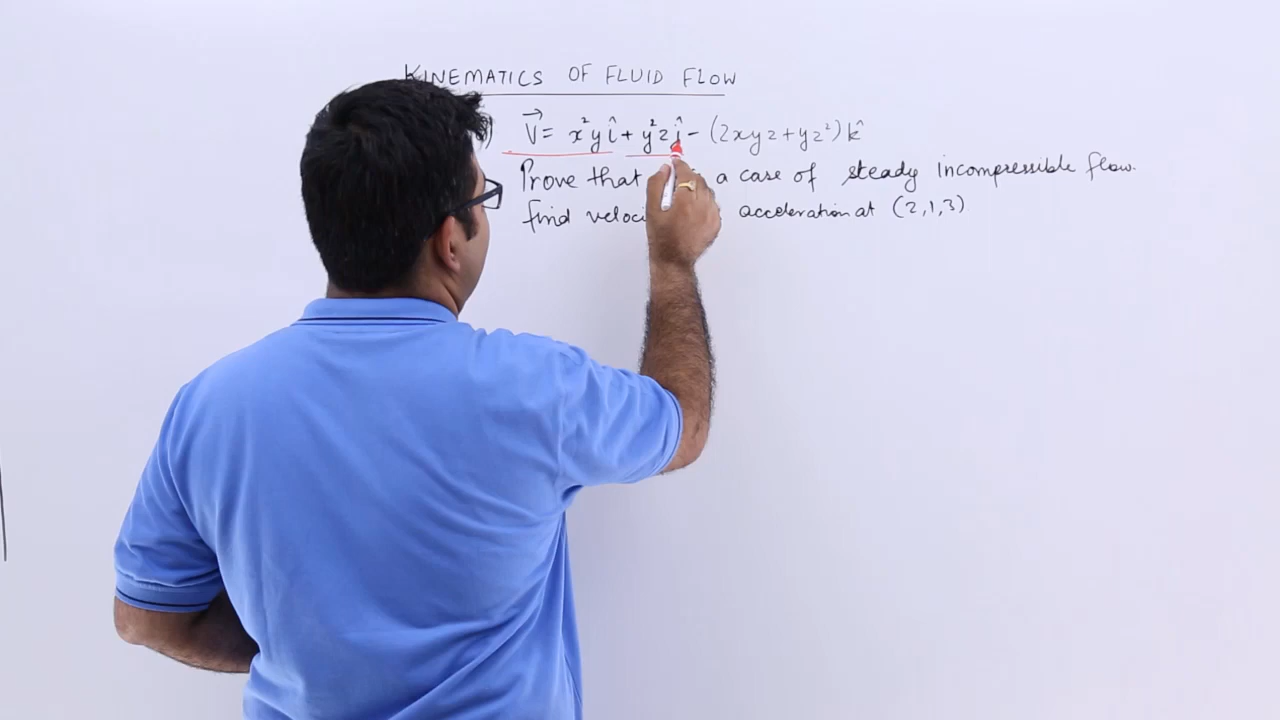 KINEMATICS OF FLUID FLOW
) V⃗ = x²y î + y²z ĵ - (2xyz + yz²) k̂
Prove that a case of steady incompressible flow.
find acceleration at (2,1,3)